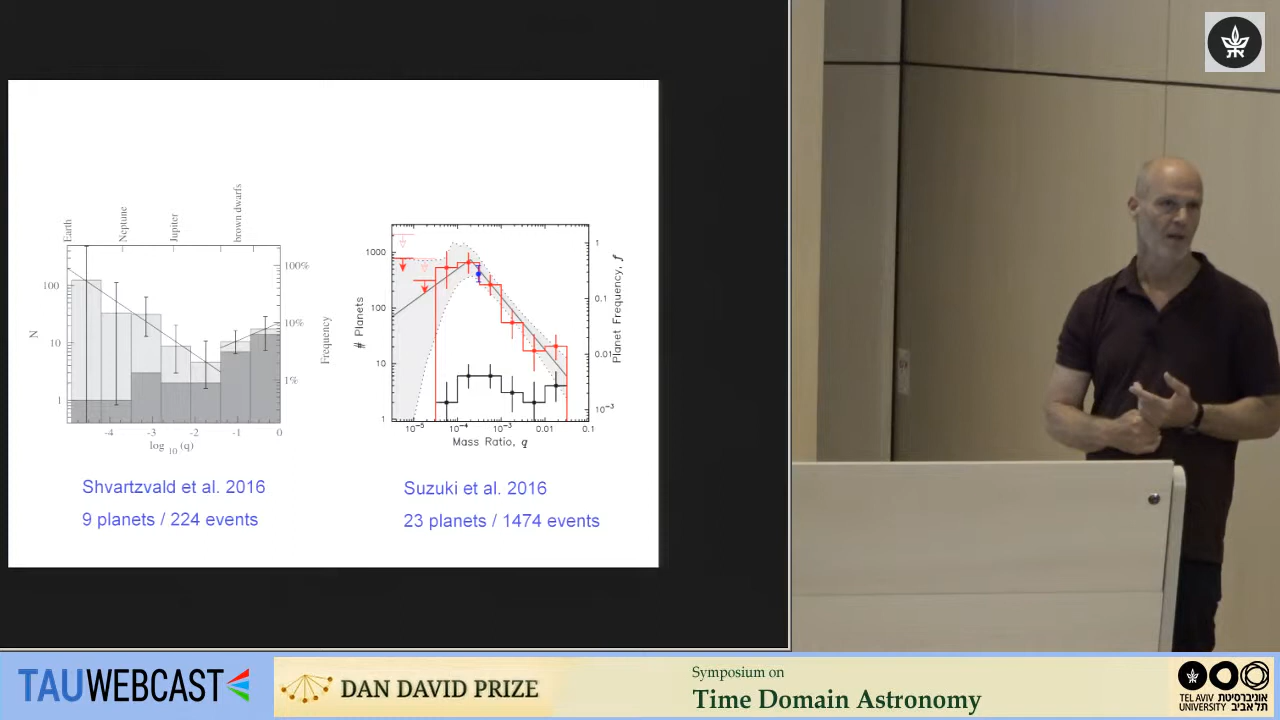 Earth
Neptune
Jupiter
brown dwarfs
100
10
1
N
100%
10%
1%
Frequency
-4 -3 -2 -1 0
log 10 (q)
1000
100
10
1
# Planets
1
0.1
0.01
10⁻³
Planet Frequency, f
10⁻⁵ 10⁻⁴ 10⁻³ 0.01 0.1
Mass Ratio, q
Shvartzvald et al. 2016
9 planets / 224 events
Suzuki et al. 2016
23 planets / 1474 events
TAUWEBCAST
DAN DAVID PRIZE
Symposium on
Time Domain Astronomy
TEL AVIV אוניברסיטת
UNIVERSITY תל אביב